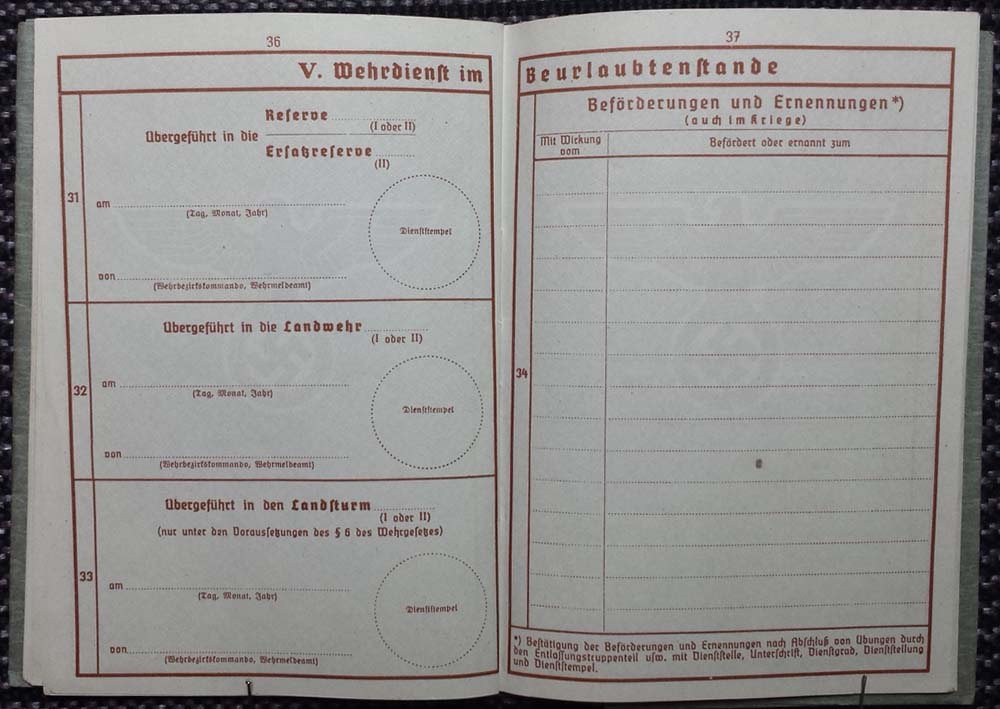 36
V. Wehrdienst im
Reserve
(I oder II)
Übergeführt in die
Ersatzreserve
(II)
31
am
(Tag, Monat, Jahr)
Dienststempel
von
(Wehrbezirkskommando, Wehrmeldeamt)
Übergeführt in die Landwehr
(I oder II)
32
am
(Tag, Monat, Jahr)
Dienststempel
von
(Wehrbezirkskommando, Wehrmeldeamt)
Übergeführt in den Landsturm
(I oder II)
(nur unter den Voraussetzungen des § 6 des Wehrgesetzes)
33
am
(Tag, Monat, Jahr)
Dienststempel
von
(Wehrbezirkskommando, Wehrmeldeamt)
37
Beurlaubtenstande
Beförderungen und Ernennungen*)
(auch im Kriege)
Mit Wirkung
vom
Befördert oder ernannt zum
34
*) Bestätigung der Beförderungen und Ernennungen nach Abschluß von Übungen durch
den Entlassungstruppenteil usw. mit Dienststelle, Unterschrift, Dienstgrad, Dienststellung
und Dienststempel.